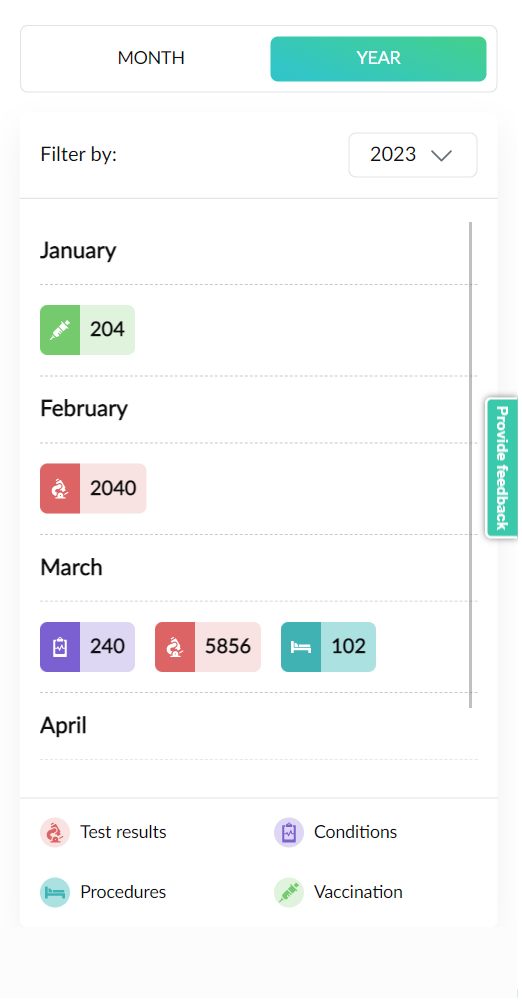 MONTH YEAR
Filter by: 2023
January
204
February
2040
March
240 5856 102
April
Test results Conditions
Procedures Vaccination
Provide feedback